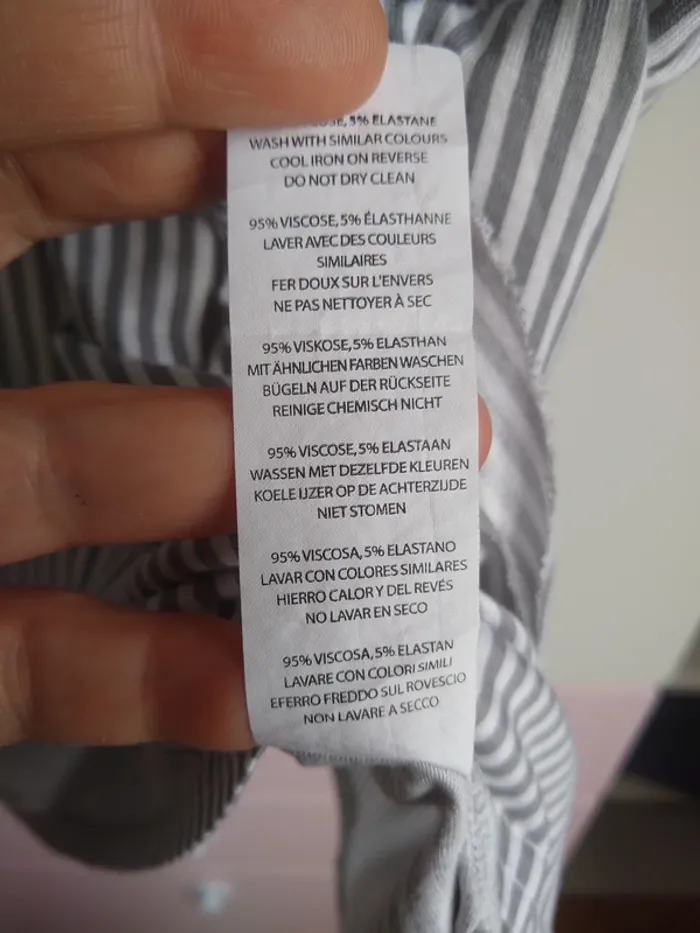 5% ELASTANE
WASH WITH SIMILAR COLOURS
COOL IRON ON REVERSE
DO NOT DRY CLEAN
95% VISCOSE, 5% ÉLASTHANNE
LAVER AVEC DES COULEURS
SIMILAIRES
FER DOUX SUR L'ENVERS
NE PAS NETTOYER À SEC
95% VISKOSE, 5% ELASTHAN
MIT ÄHNLICHEN FARBEN WASCHEN
BÜGELN AUF DER RÜCKSEITE
REINIGE CHEMISCH NICHT
95% VISCOSE, 5% ELASTAAN
WASSEN MET DEZELFDE KLEUREN
KOELE IJZER OP DE ACHTERZIJDE
NIET STOMEN
95% VISCOSA, 5% ELASTANO
LAVAR CON COLORES SIMILARES
HIERRO CALOR Y DEL REVÉS
NO LAVAR EN SECO
95% VISCOSA, 5% ELASTAN
LAVARE CON COLORI SIMILI
EFERRO FREDDO SUL ROVESCIO
NON LAVARE A SECCO